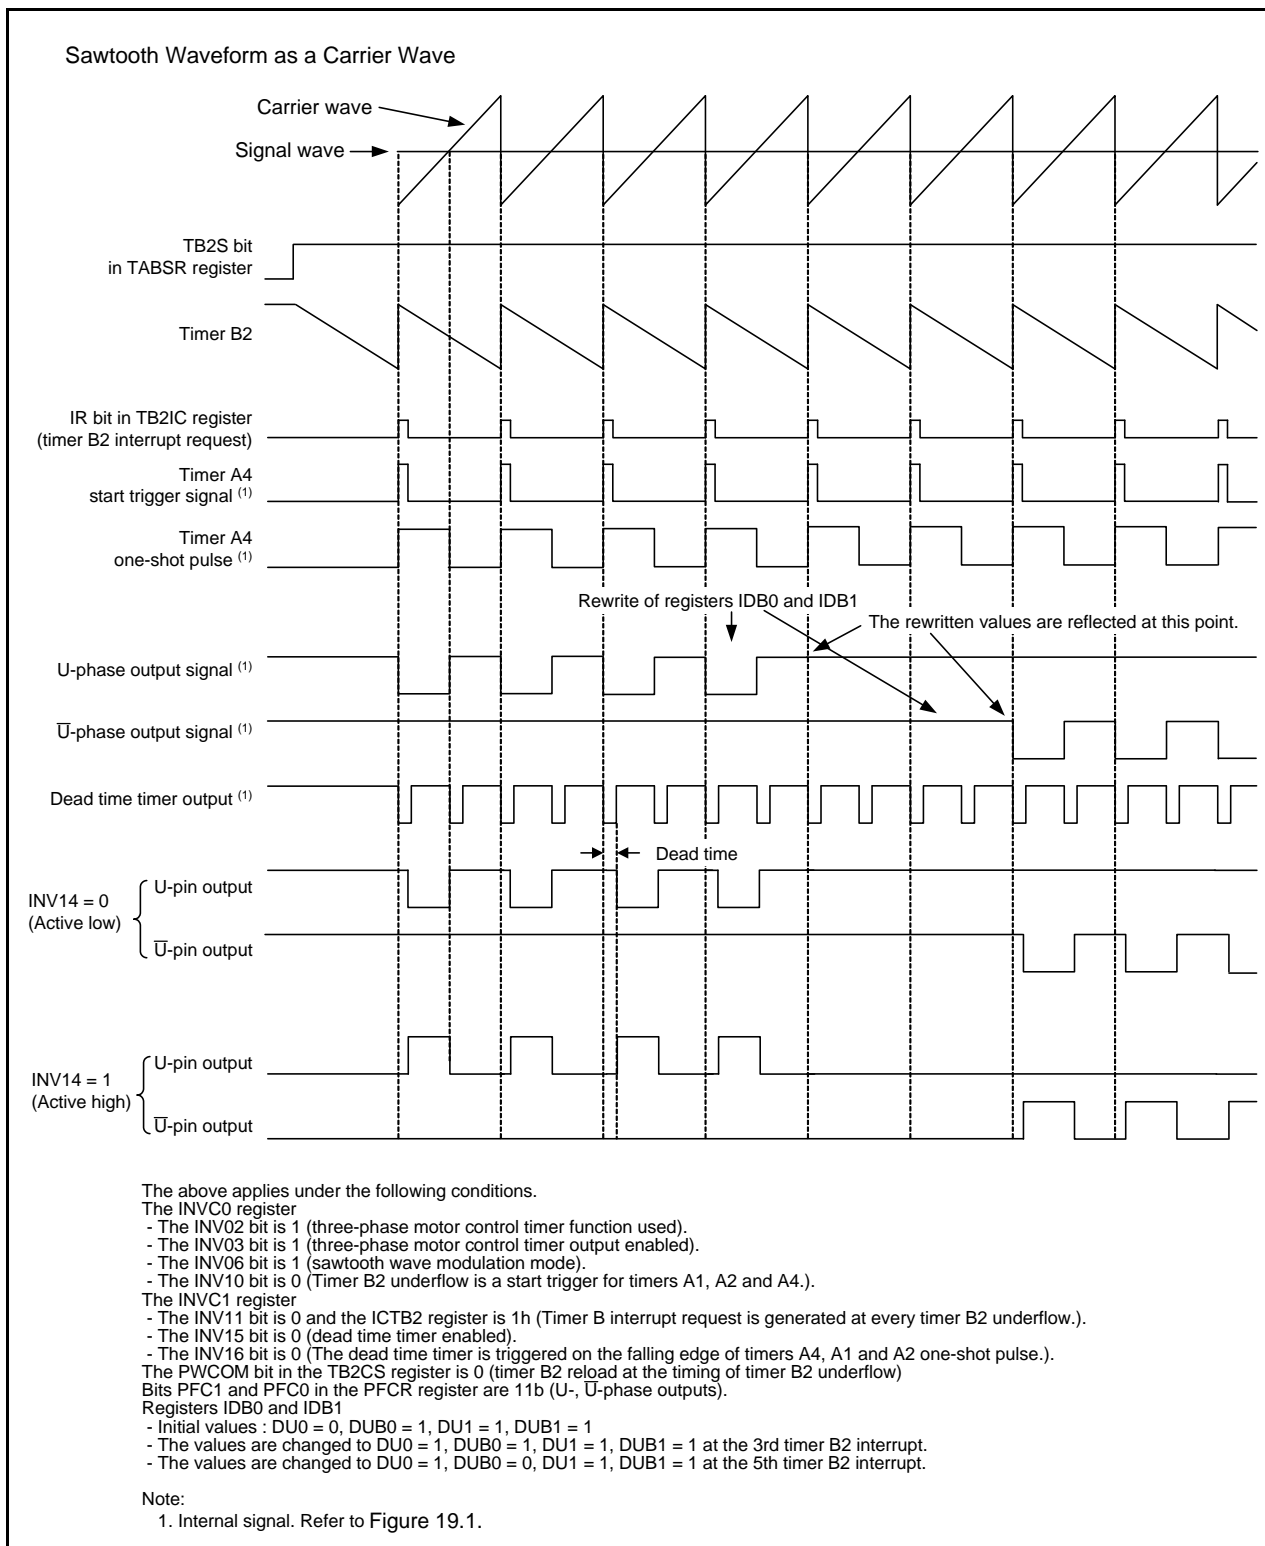 Sawtooth Waveform as a Carrier Wave
Carrier wave
Signal wave
TB2S bit
in TABSR register
Timer B2
IR bit in TB2IC register
(timer B2 interrupt request)
Timer A4
start trigger signal (1)
Timer A4
one-shot pulse (1)
Rewrite of registers IDB0 and IDB1
The rewritten values are reflected at this point.
U-phase output signal (1)
U̅-phase output signal (1)
Dead time timer output (1)
Dead time
INV14 = 0
(Active low)
U-pin output
U̅-pin output
INV14 = 1
(Active high)
U-pin output
U̅-pin output
The above applies under the following conditions.
The INVC0 register
- The INV02 bit is 1 (three-phase motor control timer function used).
- The INV03 bit is 1 (three-phase motor control timer output enabled).
- The INV06 bit is 1 (sawtooth wave modulation mode).
- The INV10 bit is 0 (Timer B2 underflow is a start trigger for timers A1, A2 and A4.).
The INVC1 register
- The INV11 bit is 0 and the ICTB2 register is 1h (Timer B interrupt request is generated at every timer B2 underflow.).
- The INV15 bit is 0 (dead time timer enabled).
- The INV16 bit is 0 (The dead time timer is triggered on the falling edge of timers A4, A1 and A2 one-shot pulse.).
The PWCOM bit in the TB2CS register is 0 (timer B2 reload at the timing of timer B2 underflow)
Bits PFC1 and PFC0 in the PFCR register are 11b (U-, U̅-phase outputs).
Registers IDB0 and IDB1
- Initial values : DU0 = 0, DUB0 = 1, DU1 = 1, DUB1 = 1
- The values are changed to DU0 = 1, DUB0 = 1, DU1 = 1, DUB1 = 1 at the 3rd timer B2 interrupt.
- The values are changed to DU0 = 1, DUB0 = 0, DU1 = 1, DUB1 = 1 at the 5th timer B2 interrupt.
Note:
1. Internal signal. Refer to Figure 19.1.